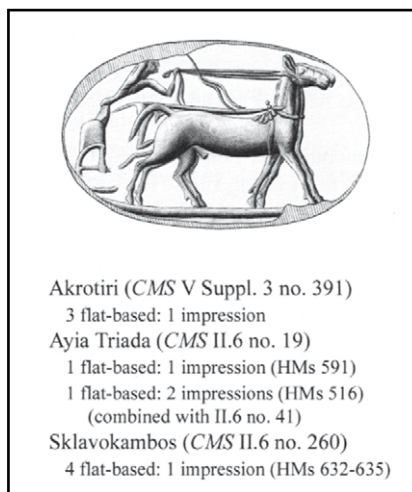 Akrotiri (CMS V Suppl. 3 no. 391)
3 flat-based: 1 impression
Ayia Triada (CMS II.6 no. 19)
1 flat-based: 1 impression (HMs 591)
1 flat-based: 2 impressions (HMs 516)
(combined with II.6 no. 41)
Sklavokambos (CMS II.6 no. 260)
4 flat-based: 1 impression (HMs 632-635)